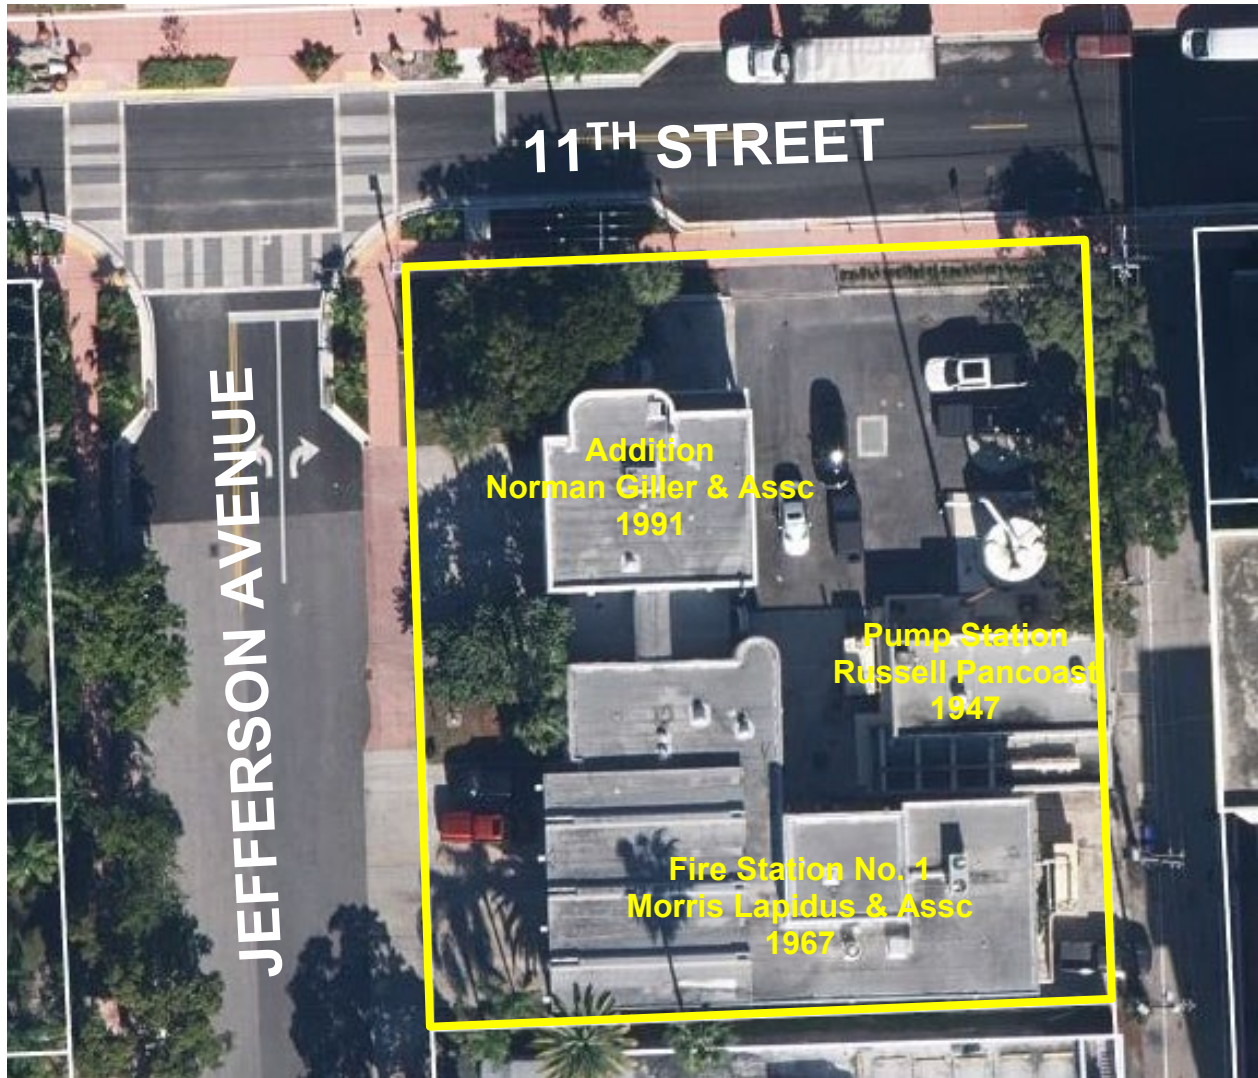 11TH STREET
JEFFERSON AVENUE
Addition
Norman Giller & Assc
1991
Pump Station
Russell Pancoast
1947
Fire Station No. 1
Morris Lapidus & Assc
1967